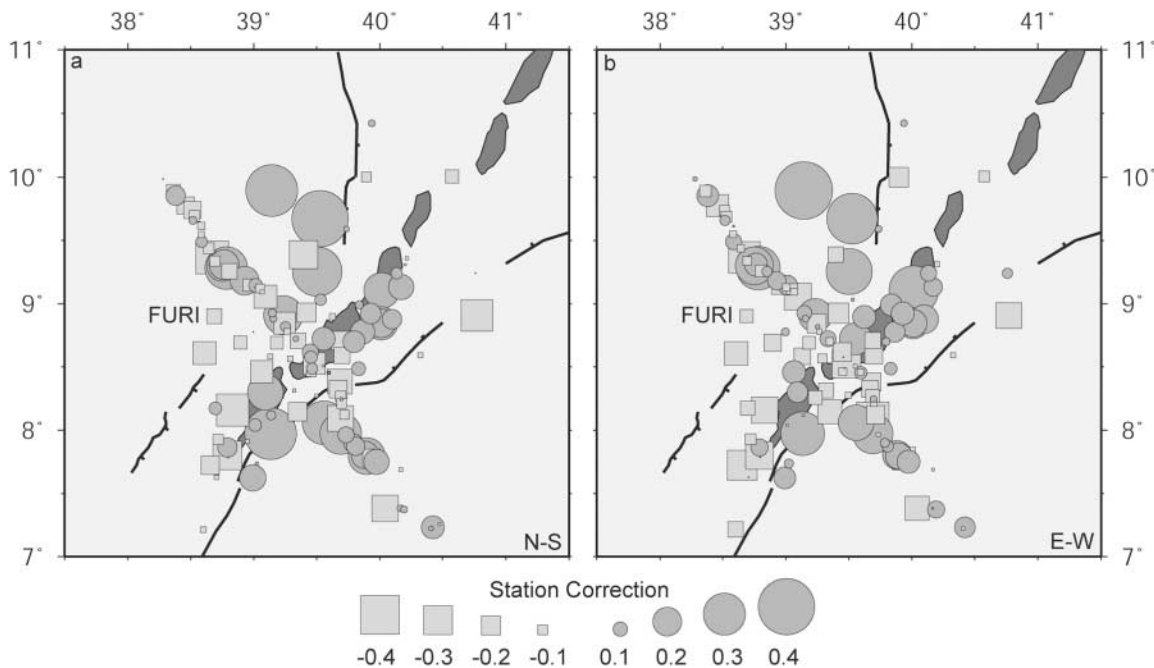 38˚ 39˚ 40˚ 41˚ 38˚ 39˚ 40˚ 41˚
11˚ 11˚
a b
10˚ 10˚
9˚ 9˚
FURI FURI
8˚ 8˚
7˚ N-S E-W 7˚
Station Correction
-0.4 -0.3 -0.2 -0.1 0.1 0.2 0.3 0.4